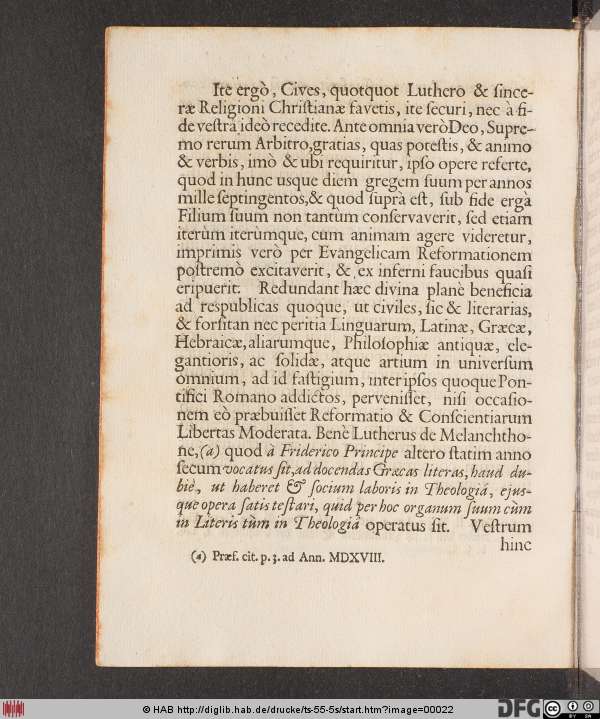 Ite ergò, Cives, quotquot Luthero & ſince-
ræ Religioni Chriſtianæ favetis, ite ſecuri, nec à fi-
de veſtra ideò recedite. Ante omnia verò Deo, Supre-
mo rerum Arbitro, gratias, quas poteſtis, & animo
& verbis, imò & ubi requiritur, ipſo opere referte,
quod in hunc usque diem gregem ſuum per annos
mille ſeptingentos, & quod ſuprà eſt, ſub fide ergà
Filium ſuum non tantùm conſervaverit, ſed etiam
iterùm iterùmque, cum animam agere videretur,
imprimis verò per Evangelicam Reformationem
poſtremò excitaverit, & ex inferni faucibus quaſi
eripuerit. Redundant hæc divina planè beneficia
ad respublicas quoque, ut civiles, ſic & literarias,
& forſitan nec peritia Linguarum, Latinæ, Græcæ,
Hebraicæ, aliarumque, Philoſophiæ antiquæ, ele-
gantioris, ac ſolidæ, atque artium in univerſum
omnium, ad id faſtigium, inter ipſos quoque Pon-
tifici Romano addictos, perveniſſet, niſi occaſio-
nem eò præbuiſſet Reformatio & Conſcientiarum
Libertas Moderata. Benè Lutherus de Melanchtho-
ne, (a) quod à Friderico Principe altero ſtatim anno
ſecum vocatus ſit, ad docendas Græcas literas, haud du-
biè, ut haberet & ſocium laboris in Theologiâ, ejus-
que opera ſatis teſtari, quid per hoc organum ſuum cùm
in Literis tùm in Theologiâ operatus ſit. Veſtrum
hinc
(a) Præf. cit. p. 3. ad Ann. MDXVIII.
© HAB http://diglib.hab.de/drucke/ts-55-5s/start.htm?image=00022
DFG
cc
BY SA